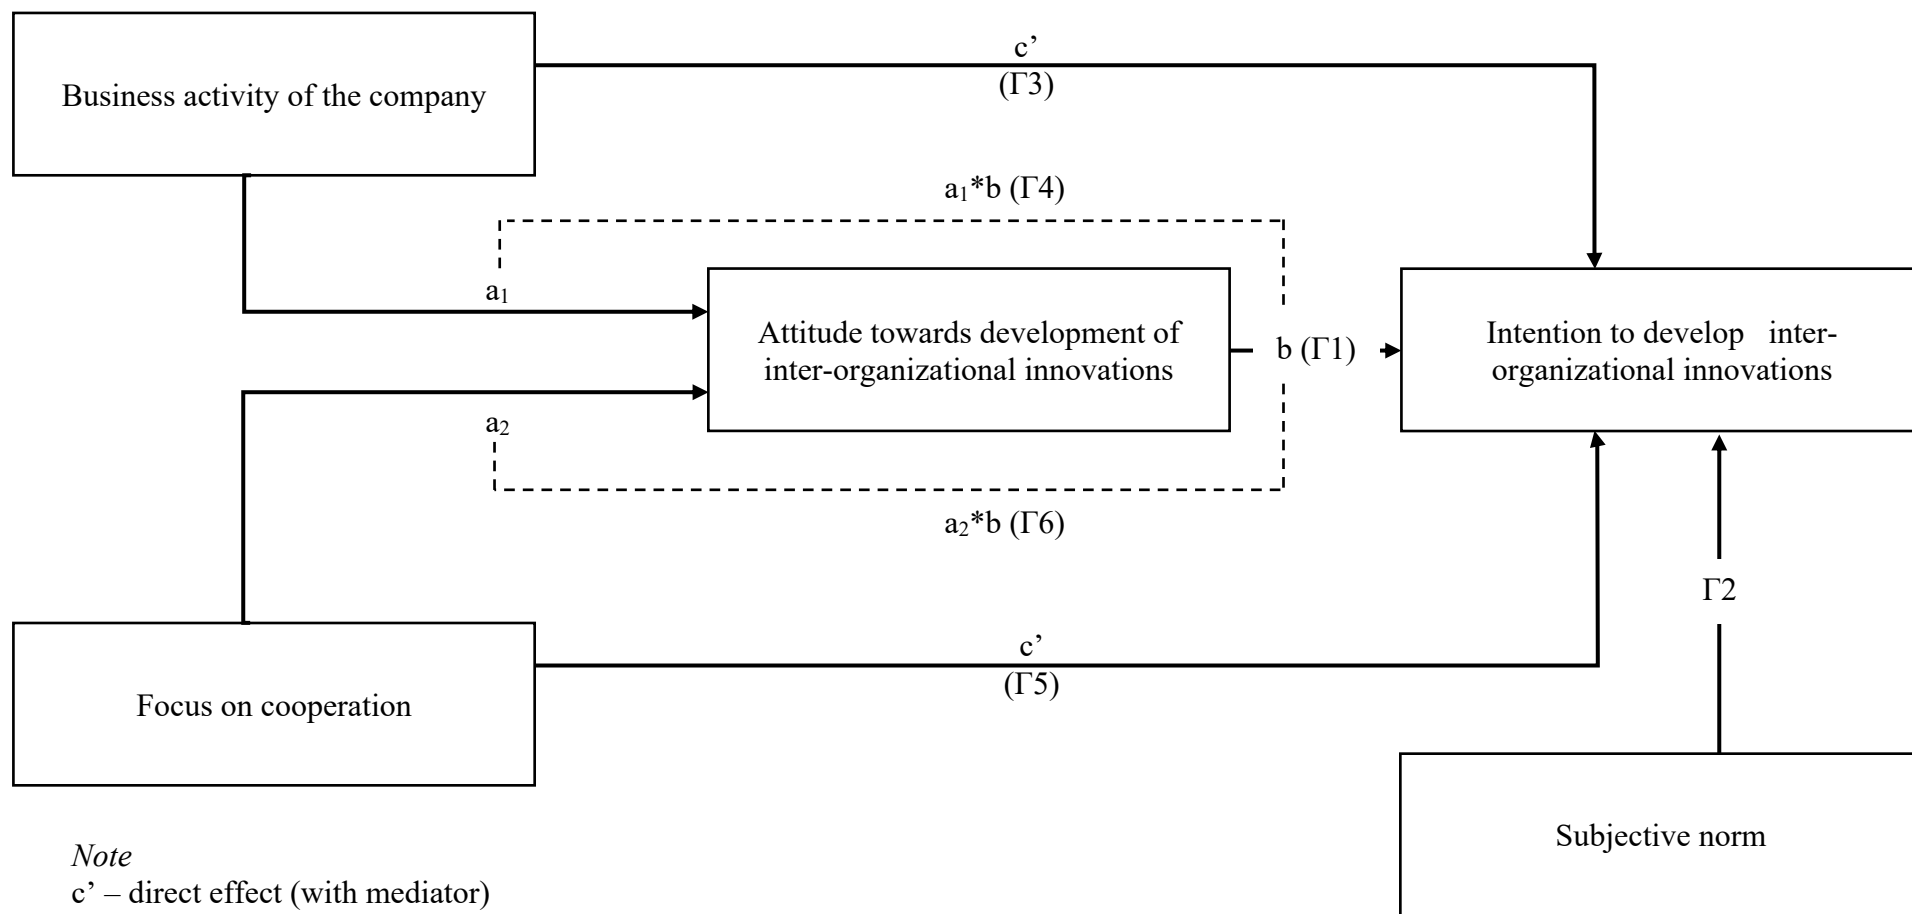 c’
(Γ3)
Business activity of the company
a₁*b (Γ4)
a₁
Attitude towards development of
inter-organizational innovations
b (Γ1)
Intention to develop   inter-
organizational innovations
a₂
a₂*b (Γ6)
Γ2
c’
(Γ5)
Focus on cooperation
Subjective norm
Note
c’ – direct effect (with mediator)